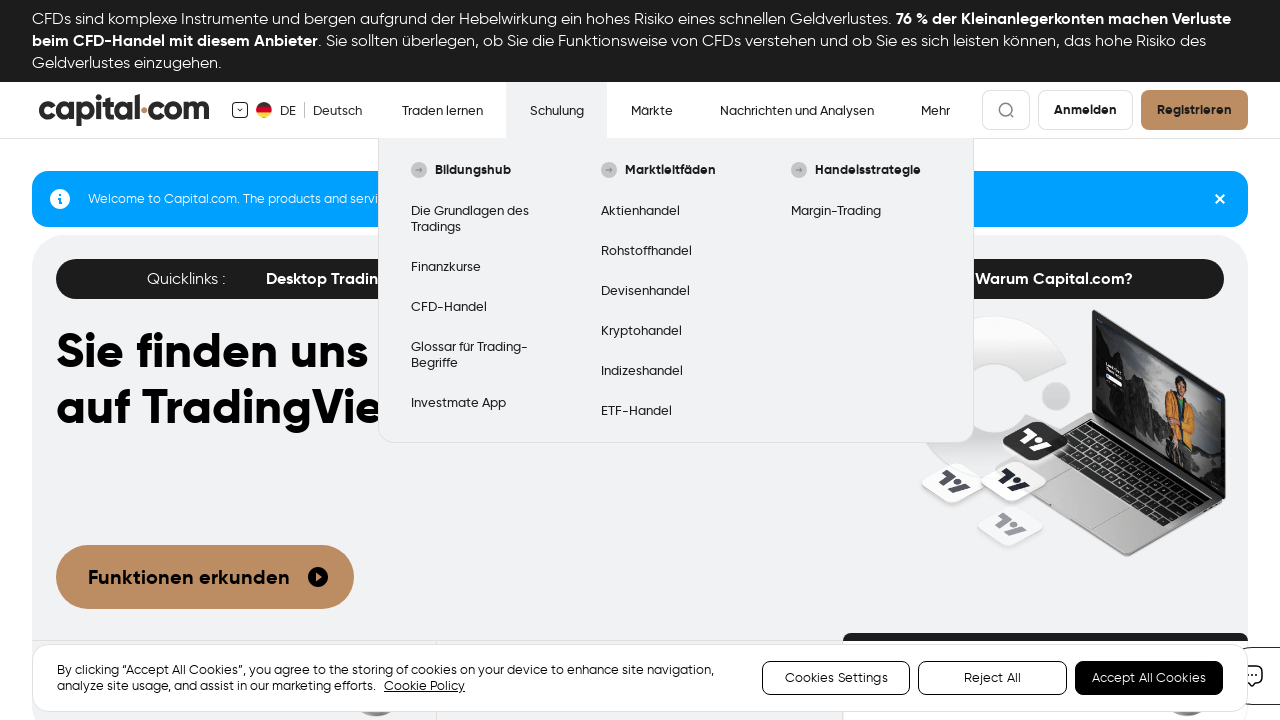 CFDs sind komplexe Instrumente und bergen aufgrund der Hebelwirkung ein hohes Risiko eines schnellen Geldverlustes. 76 % der Kleinanlegerkonten machen Verluste
beim CFD-Handel mit diesem Anbieter. Sie sollten überlegen, ob Sie die Funktionsweise von CFDs verstehen und ob Sie es sich leisten können, das hohe Risiko des
Geldverlustes einzugehen.
capital.com
DE
Deutsch
Traden lernen
Schulung
Märkte
Nachrichten und Analysen
Mehr
Anmelden
Registrieren
Bildungshub
Die Grundlagen des
Tradings
Finanzkurse
CFD-Handel
Glossar für Trading-
Begriffe
Investmate App
Marktleitfäden
Aktienhandel
Rohstoffhandel
Devisenhandel
Kryptohandel
Indizeshandel
ETF-Handel
Handelsstrategie
Margin-Trading
Welcome to Capital.com. The products and servi
Quicklinks :
Desktop Tradin
Warum Capital.com?
Sie finden uns
auf TradingVie
Funktionen erkunden
By clicking “Accept All Cookies”, you agree to the storing of cookies on your device to enhance site navigation,
analyze site usage, and assist in our marketing efforts. Cookie Policy
Cookies Settings
Reject All
Accept All Cookies